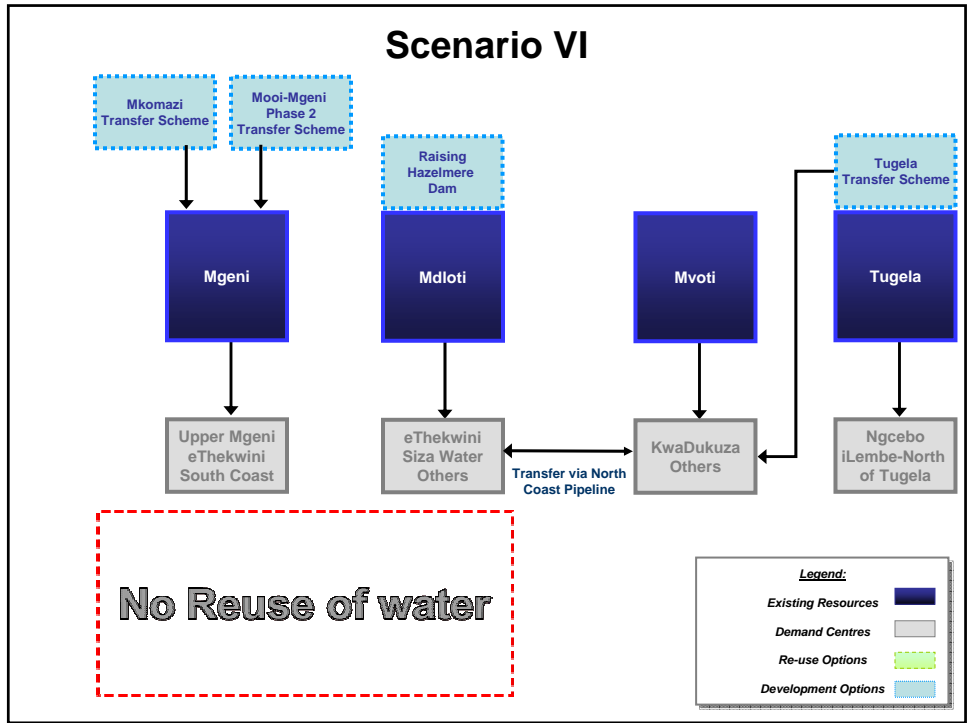 Scenario VI
Mkomazi
Transfer Scheme
Mooi-Mgeni
Phase 2
Transfer Scheme
Raising
Hazelmere
Dam
Tugela
Transfer Scheme
Mgeni
Mdloti
Mvoti
Tugela
Upper Mgeni
eThekwini
South Coast
eThekwini
Siza Water
Others
Transfer via North
Coast Pipeline
KwaDukuza
Others
Ngcebo
iLembe-North
of Tugela
No Reuse of water
Legend:
Existing Resources
Demand Centres
Re-use Options
Development Options